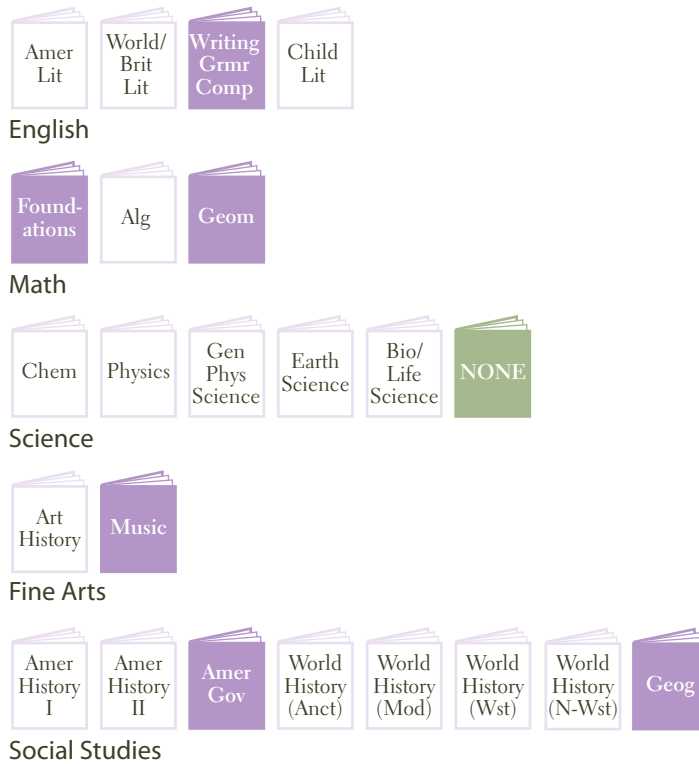 Amer
Lit
World/
Brit
Lit
Writing
Grmr
Comp
Child
Lit
English
Found-
ations
Alg
Geom
Math
Chem
Physics
Gen
Phys
Science
Earth
Science
Bio/
Life
Science
NONE
Science
Art
History
Music
Fine Arts
Amer
History
I
Amer
History
II
Amer
Gov
World
History
(Anct)
World
History
(Mod)
World
History
(Wst)
World
History
(N-Wst)
Geog
Social Studies